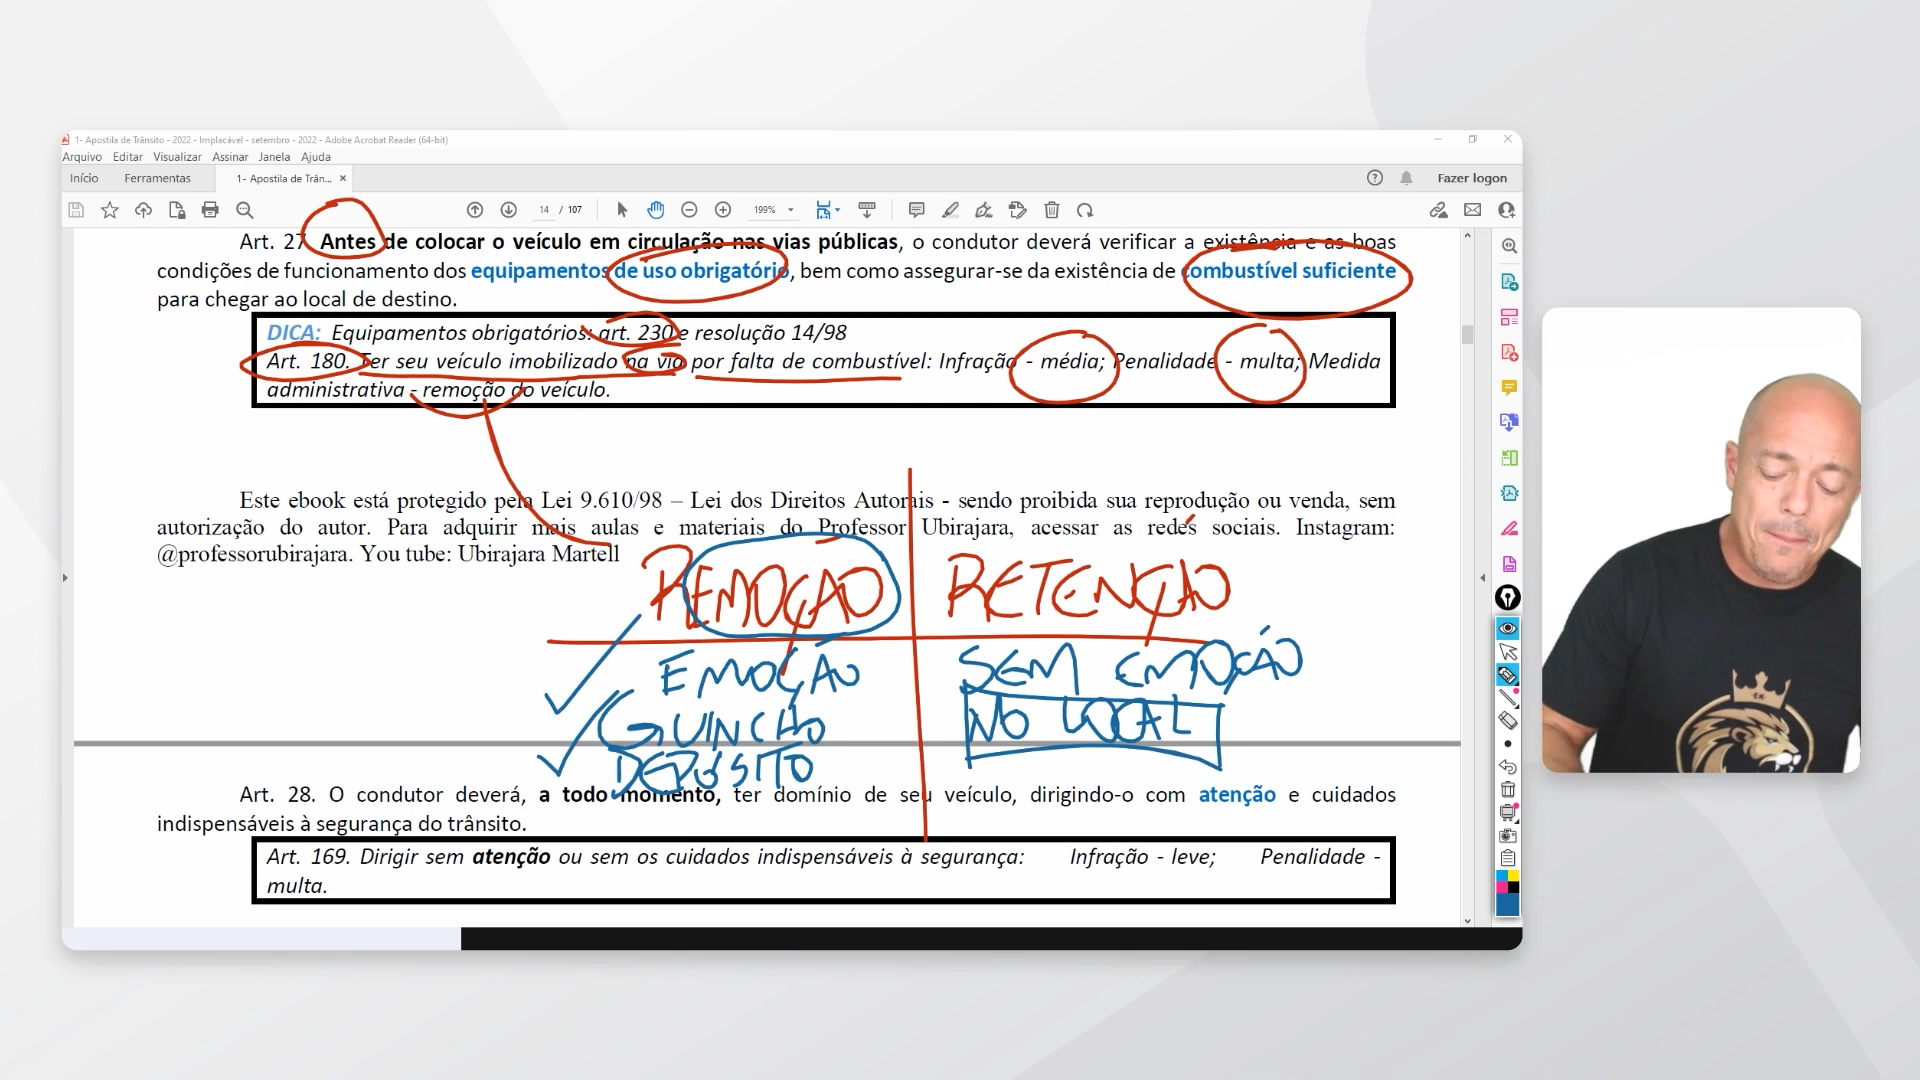 1- Apostila de Trânsito - 2022 - Implacável - setembro - 2022 - Adobe Acrobat Reader (64-bit)
Arquivo Editar Visualizar Assinar Janela Ajuda
Início Ferramentas 1- Apostila de Trân... Fazer logon
14 / 107 199%
Art. 27. Antes de colocar o veículo em circulação nas vias públicas, o condutor deverá verificar a existência e as boas
condições de funcionamento dos equipamentos de uso obrigatório, bem como assegurar-se da existência de combustível suficiente
para chegar ao local de destino.
DICA: Equipamentos obrigatórios: art. 230 e resolução 14/98
Art. 180. Ter seu veículo imobilizado na via por falta de combustível: Infração - média; Penalidade - multa; Medida
administrativa - remoção do veículo.
Este ebook está protegido pela Lei 9.610/98 – Lei dos Direitos Autorais - sendo proibida sua reprodução ou venda, sem
autorização do autor. Para adquirir mais aulas e materiais do Professor Ubirajara, acessar as redes sociais. Instagram:
@professorubirajara. You tube: Ubirajara Martell
REMOÇÃO RETENÇÃO
EMOÇÃO SEM EMOÇÃO
GUINCHO NO LOCAL
DEPÓSITO
Art. 28. O condutor deverá, a todo momento, ter domínio de seu veículo, dirigindo-o com atenção e cuidados
indispensáveis à segurança do trânsito.
Art. 169. Dirigir sem atenção ou sem os cuidados indispensáveis à segurança: Infração - leve; Penalidade -
multa.